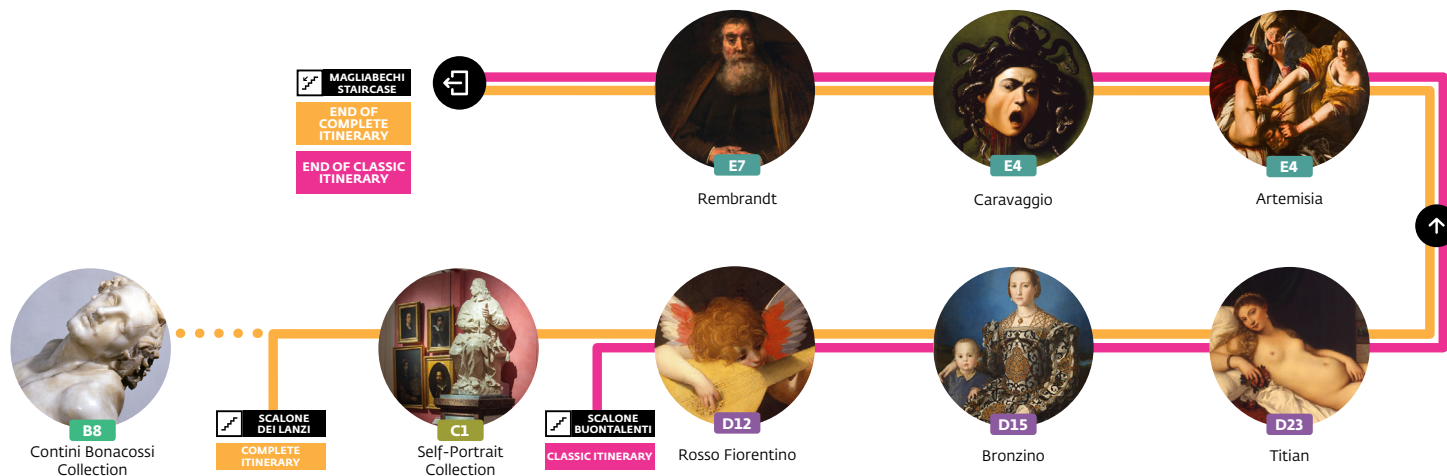 MAGLIABECHI
STAIRCASE
END OF
COMPLETE
ITINERARY
END OF CLASSIC
ITINERARY
E7
Rembrandt
E4
Caravaggio
E4
Artemisia
B8
Contini Bonacossi
Collection
SCALONE
DEI LANZI
COMPLETE
ITINERARY
C1
Self-Portrait
Collection
SCALONE
BUONTALENTI
CLASSIC ITINERARY
D12
Rosso Fiorentino
D15
Bronzino
D23
Titian